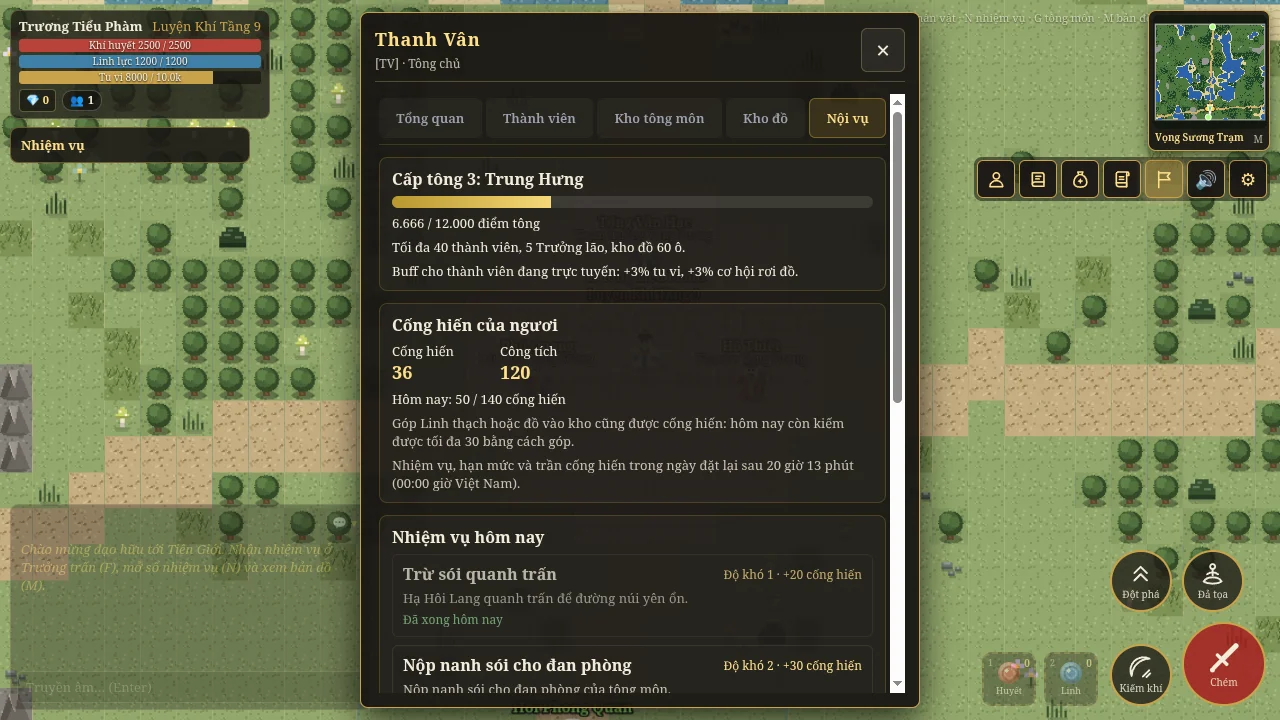 Trương Tiểu Phàm Luyện Khí Tầng 9
Khí huyết 2500 / 2500
Linh lực 1200 / 1200
Tu vi 8000 / 10.0k
0 1
Nhiệm vụ
Thanh Vân
[TV] · Tông chủ
Tổng quan Thành viên Kho tông môn Kho đồ Nội vụ
Cấp tông 3: Trung Hưng
6.666 / 12.000 điểm tông
Tối đa 40 thành viên, 5 Trưởng lão, kho đồ 60 ô.
Buff cho thành viên đang trực tuyến: +3% tu vi, +3% cơ hội rơi đồ.
Cống hiến của ngươi
Cống hiến Công tích
36 120
Hôm nay: 50 / 140 cống hiến
Góp Linh thạch hoặc đồ vào kho cũng được cống hiến: hôm nay còn kiếm
được tối đa 30 bằng cách góp.
Nhiệm vụ, hạn mức và trần cống hiến trong ngày đặt lại sau 20 giờ 13 phút
(00:00 giờ Việt Nam).
Nhiệm vụ hôm nay
Trừ sói quanh trấn Độ khó 1 · +20 cống hiến
Hạ Hôi Lang quanh trấn để đường núi yên ổn.
Đã xong hôm nay
Nộp nanh sói cho đan phòng Độ khó 2 · +30 cống hiến
Nộp nanh sói cho đan phòng của tông môn.
vật · N nhiệm vụ · G tông môn · M bản đồ
Vọng Sương Trạm M
Chào mừng đạo hữu tới Tiên Giới. Nhận nhiệm vụ ở
Trưởng trấn (F), mở sổ nhiệm vụ (N) và xem bản đồ
(M).
Truyền âm... (Enter)
Đột phá Đả tọa
1 0 2 0
Huyết Linh Kiếm khí Chém